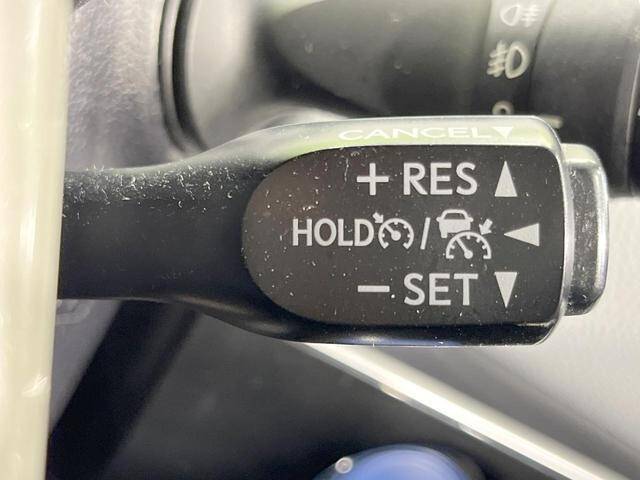 CANCEL▼
+ RES ▲
HOLD / ◀
− SET ▼